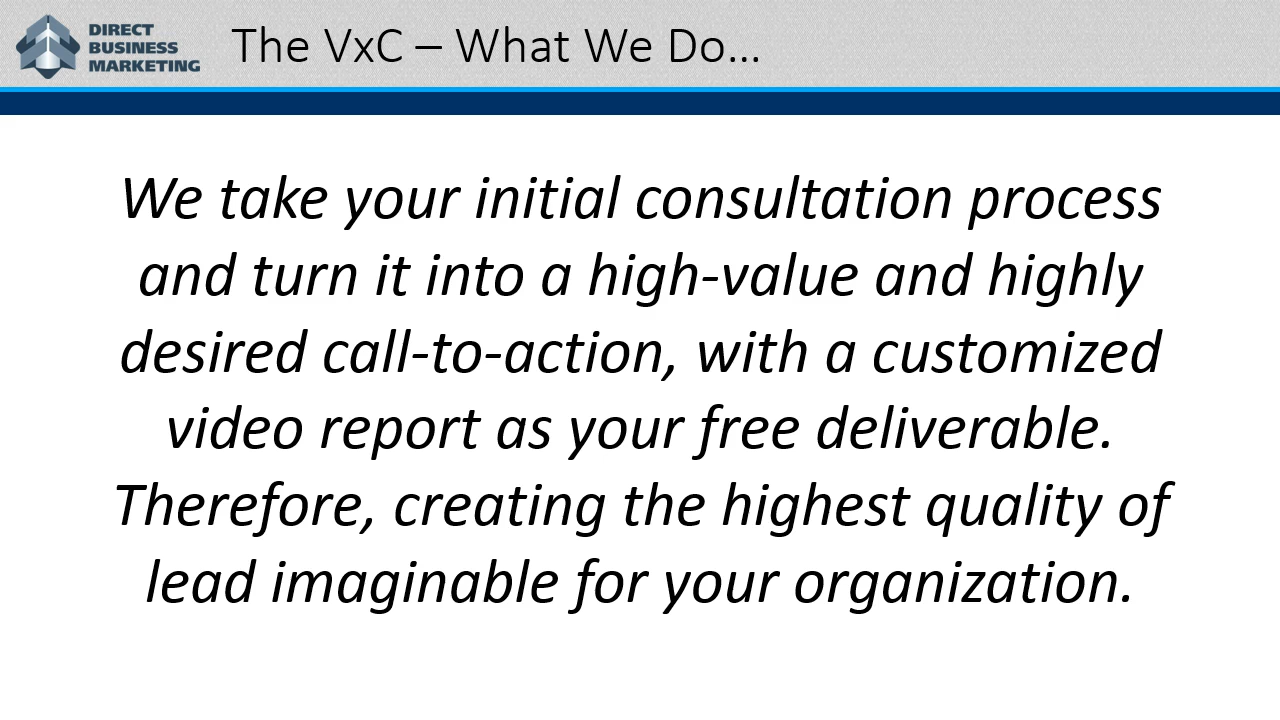 DIRECT
BUSINESS
MARKETING
The VxC – What We Do…
We take your initial consultation process
and turn it into a high-value and highly
desired call-to-action, with a customized
video report as your free deliverable.
Therefore, creating the highest quality of
lead imaginable for your organization.